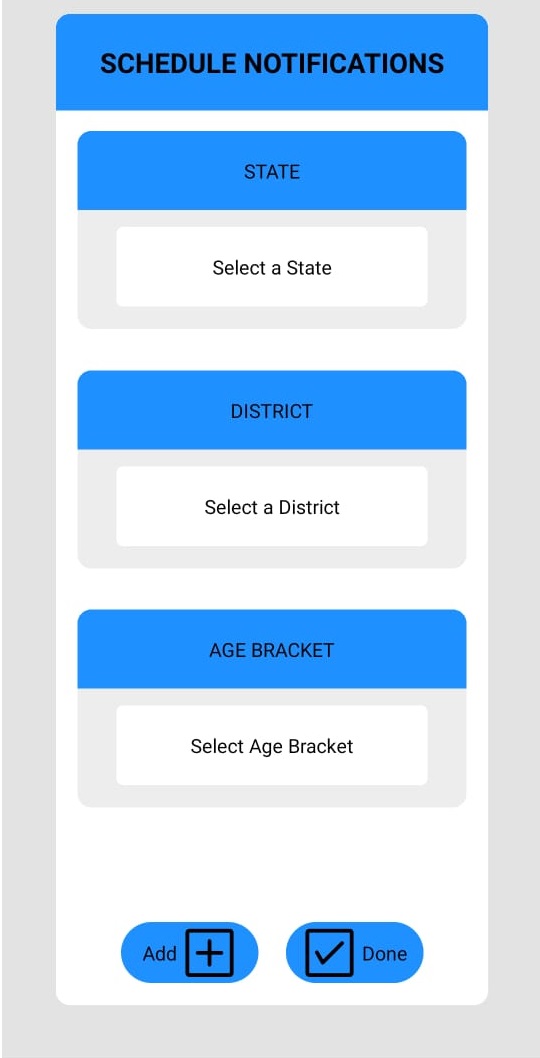 SCHEDULE NOTIFICATIONS
STATE
Select a State
DISTRICT
Select a District
AGE BRACKET
Select Age Bracket
Add
Done